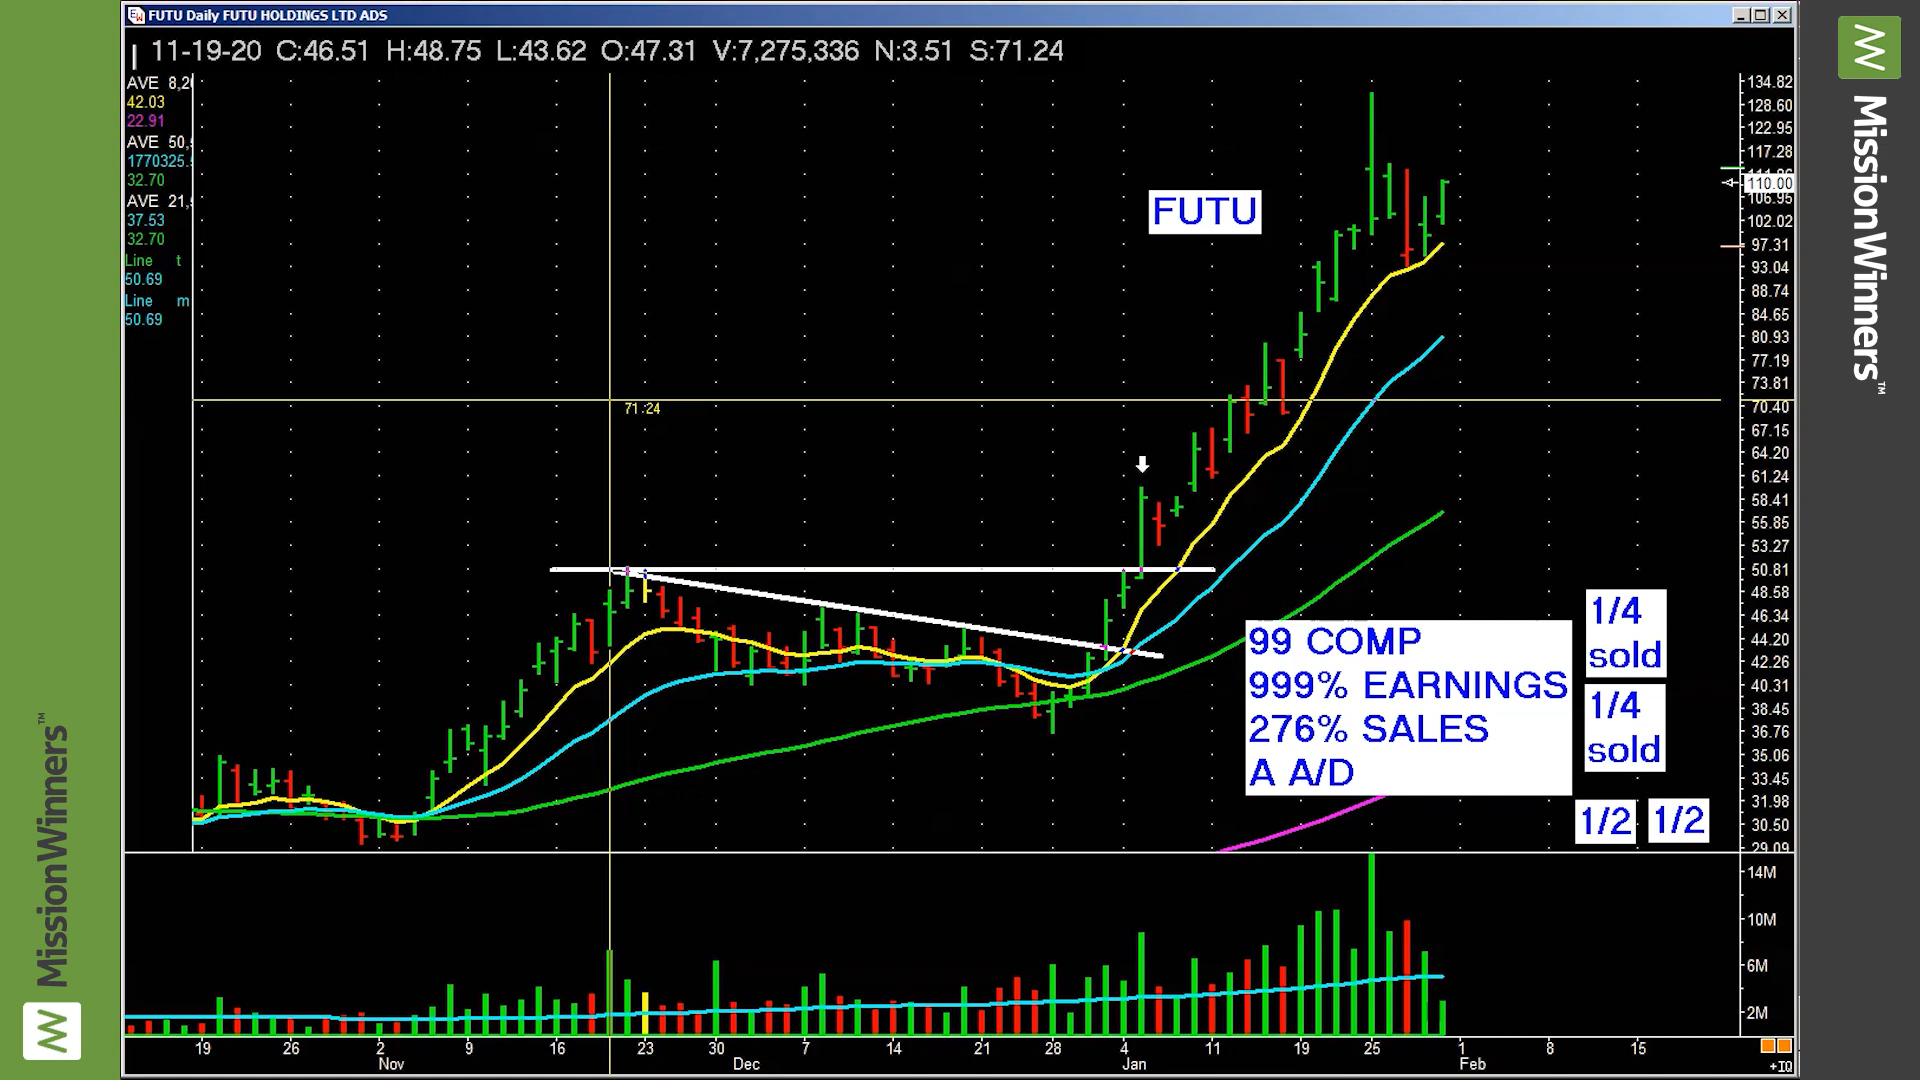 FUTU Daily FUTU HOLDINGS LTD ADS
11-19-20 C:46.51 H:48.75 L:43.62 O:47.31 V:7,275,336 N:3.51 S:71.24
AVE 8,2
42.03
22.91
AVE 50,
1770325.
32.70
AVE 21,
37.53
32.70
Line t
50.69
Line m
50.69
71.24
FUTU
99 COMP
999% EARNINGS
276% SALES
A A/D
1/4
sold
1/4
sold
1/2 1/2
134.82
128.60
122.95
117.28
110.00
106.95
102.02
97.31
93.04
88.74
84.65
80.93
77.19
73.81
70.40
67.15
64.20
61.24
58.41
55.85
53.27
50.81
48.58
46.34
44.20
42.26
40.31
38.45
36.76
35.06
33.45
31.98
30.50
29.09
14M
10M
6M
2M
19 26 2 9 16 23 30 7 14 21 28 4 11 19 25 1 8 15
Nov Dec Jan Feb
+IQ
MissionWinners™
MissionWinners™